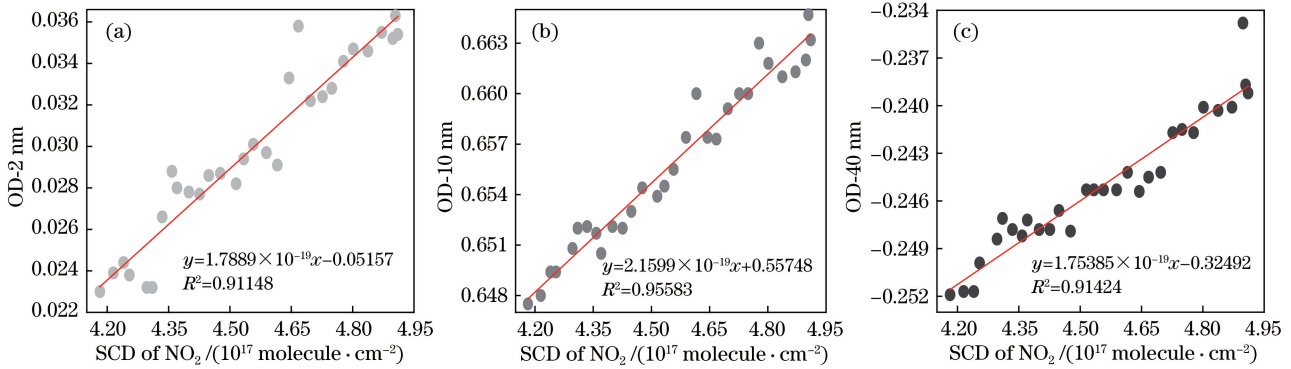 (a)
OD-2 nm
0.036
0.034
0.032
0.030
0.028
0.026
0.024
0.022
y=1.7889×10⁻¹⁹x−0.05157
R²=0.91148
4.20 4.35 4.50 4.65 4.80 4.95
SCD of NO₂ /(10¹⁷ molecule · cm⁻²)
(b)
OD-10 nm
0.663
0.660
0.657
0.654
0.651
0.648
y=2.1599×10⁻¹⁹x+0.55748
R²=0.95583
4.20 4.35 4.50 4.65 4.80 4.95
SCD of NO₂ /(10¹⁷ molecule · cm⁻²)
(c)
OD-40 nm
−0.234
−0.237
−0.240
−0.243
−0.246
−0.249
−0.252
y=1.75385×10⁻¹⁹x−0.32492
R²=0.91424
4.20 4.35 4.50 4.65 4.80 4.95
SCD of NO₂ /(10¹⁷ molecule · cm⁻²)